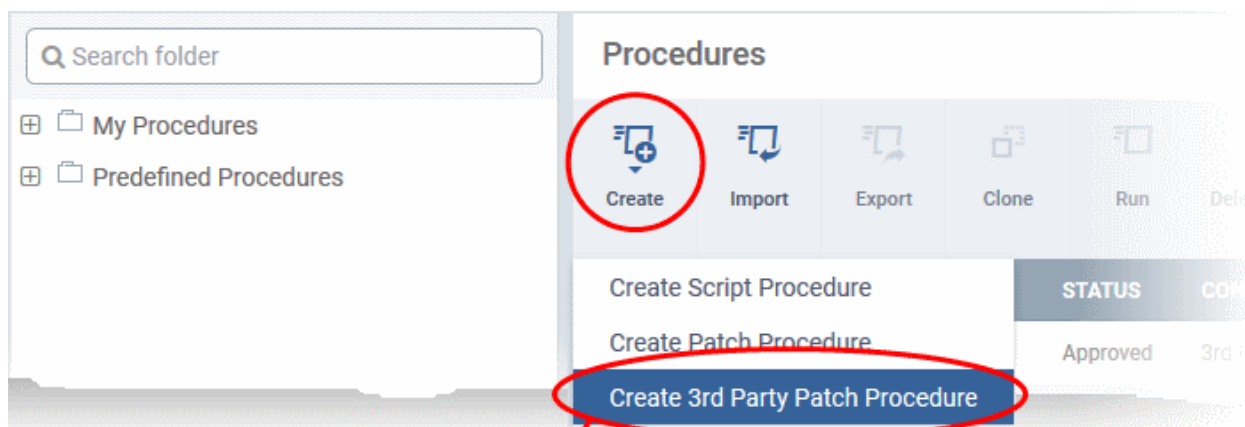 Search folder
My Procedures
Predefined Procedures
Procedures
Create Import Export Clone Run
Create Script Procedure
Create Patch Procedure
Create 3rd Party Patch Procedure
STATUS
Approved 3rd